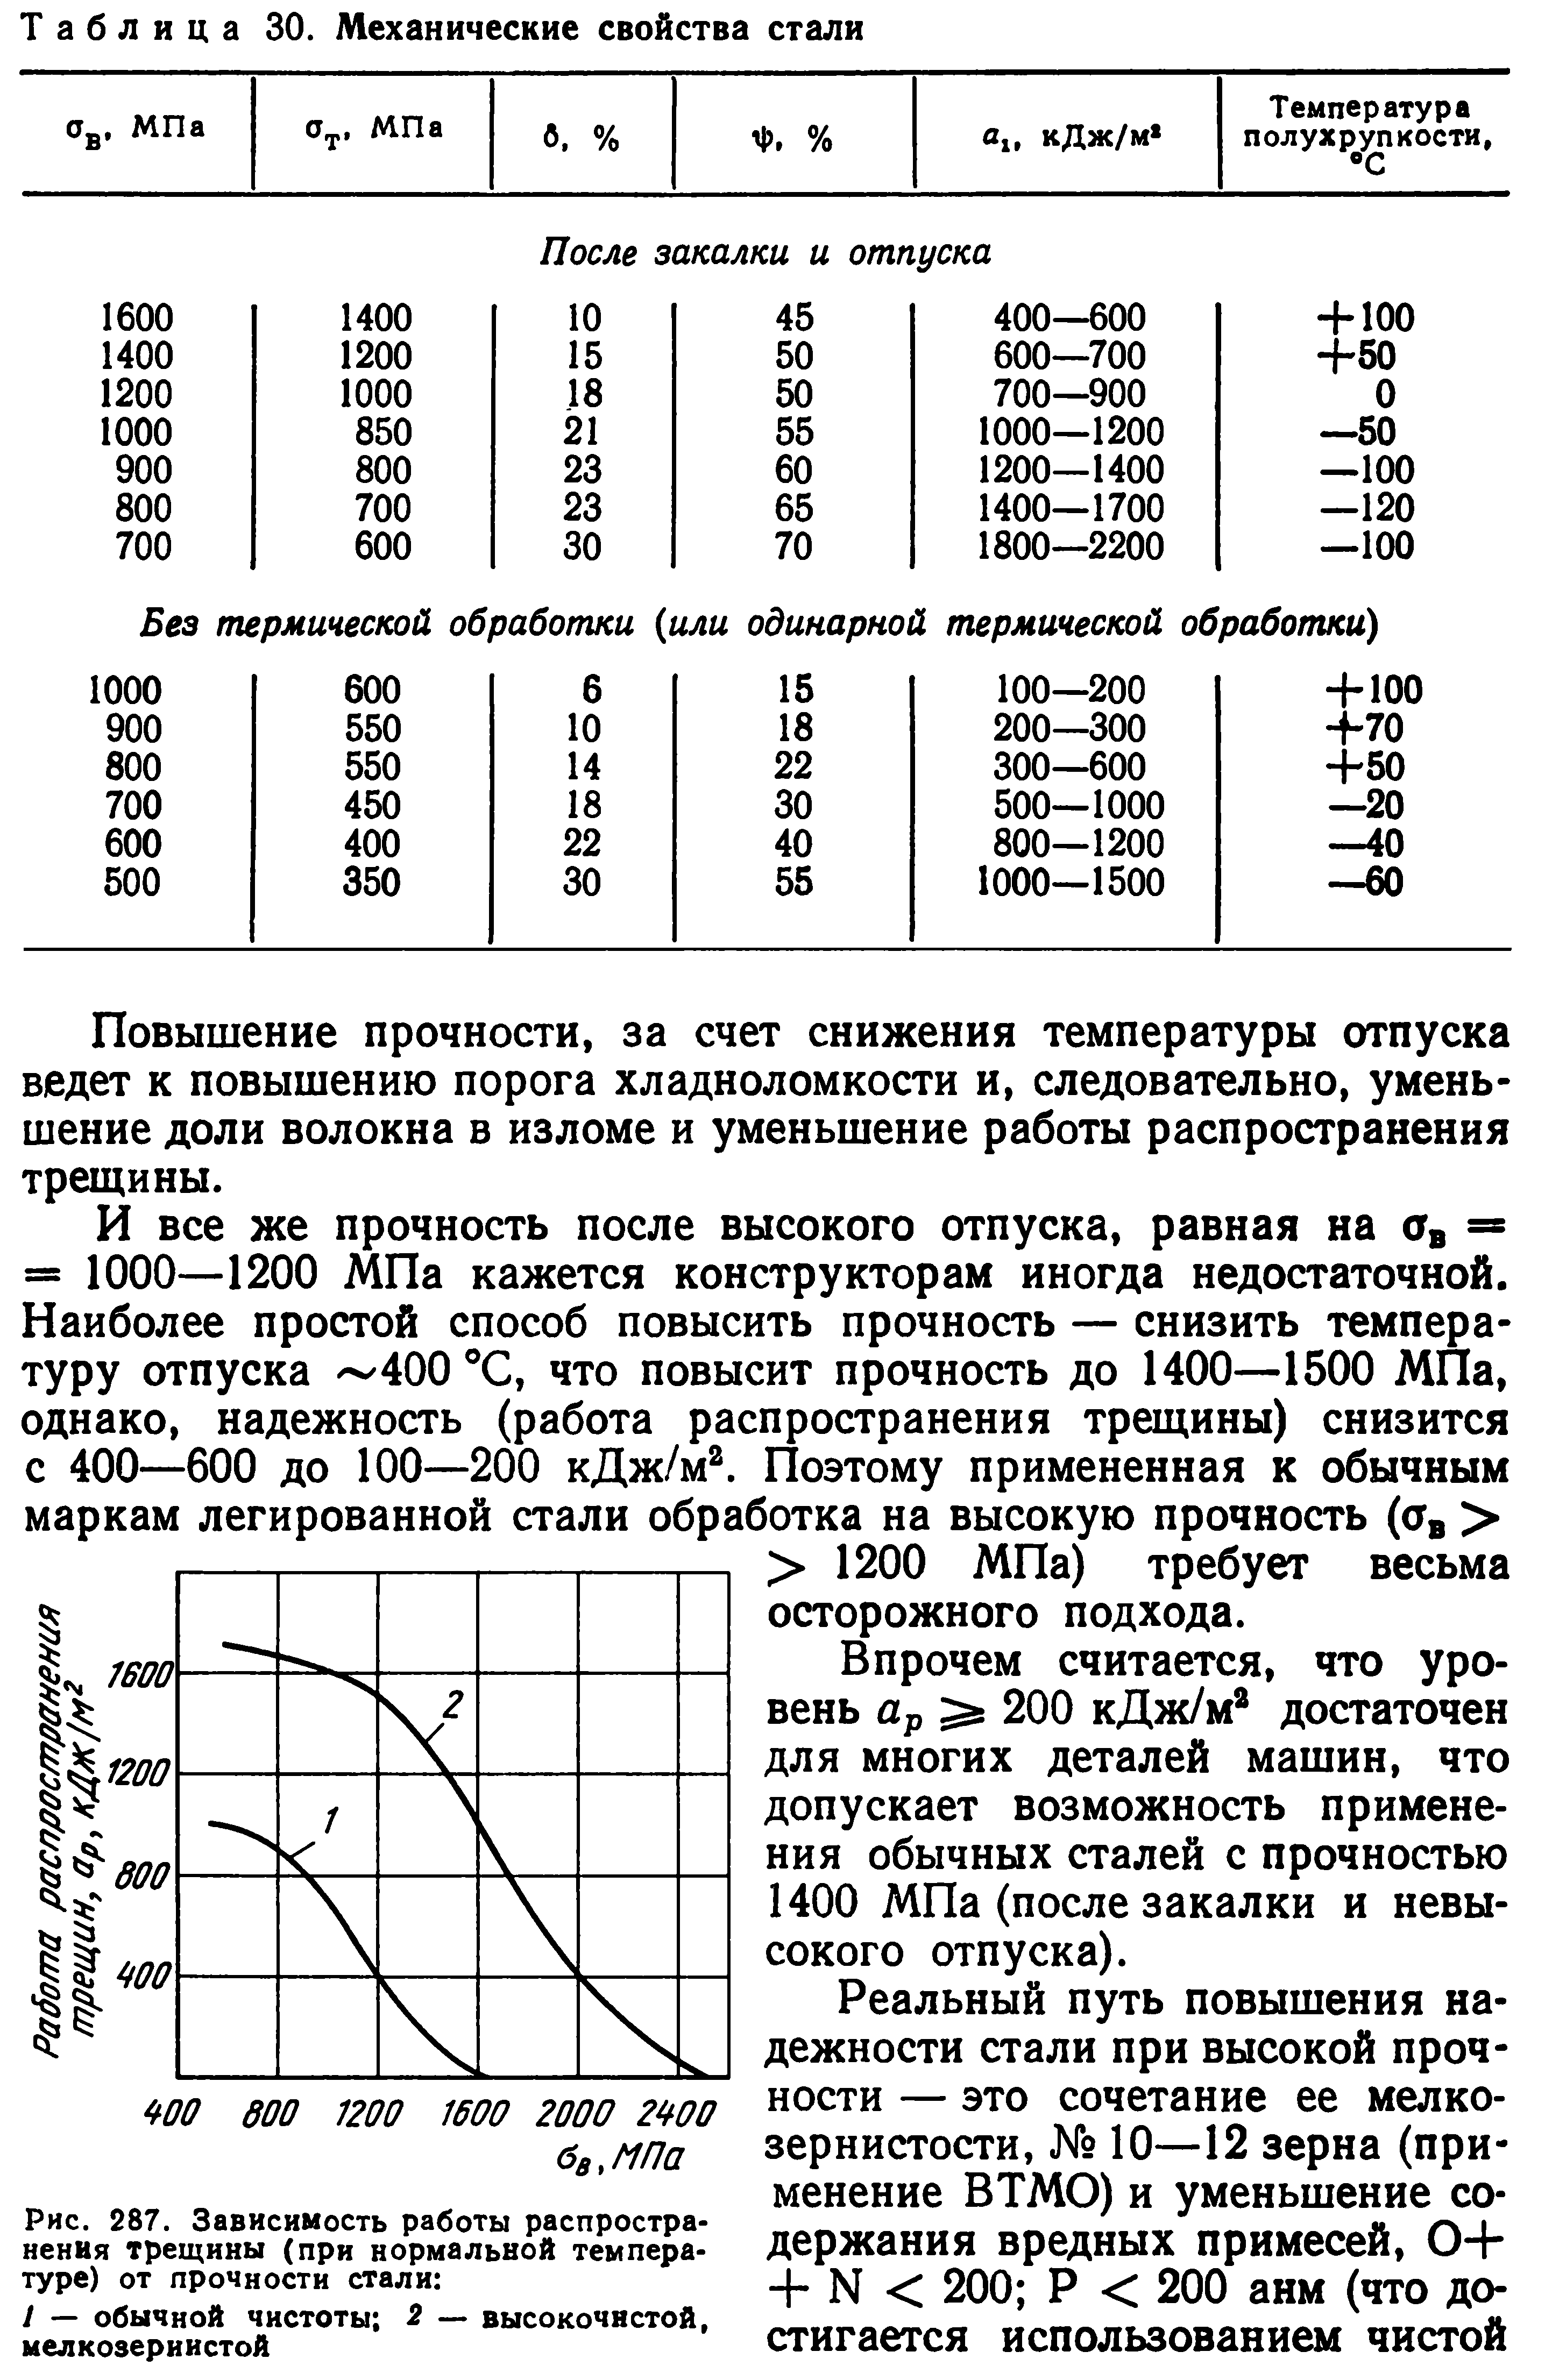 Таблица 30. Механические свойства стали
σв, МПа | σт, МПа | δ, % | ψ, % | a₁, кДж/м² | Температура полухрупкости, °C
После закалки и отпуска
1600 | 1400 | 10 | 45 | 400—600 | +100
1400 | 1200 | 15 | 50 | 600—700 | +50
1200 | 1000 | 18 | 50 | 700—900 | 0
1000 | 850 | 21 | 55 | 1000—1200 | —50
900 | 800 | 23 | 60 | 1200—1400 | —100
800 | 700 | 23 | 65 | 1400—1700 | —120
700 | 600 | 30 | 70 | 1800—2200 | —100
Без термической обработки (или одинарной термической обработки)
1000 | 600 | 6 | 15 | 100—200 | +100
900 | 550 | 10 | 18 | 200—300 | +70
800 | 550 | 14 | 22 | 300—600 | +50
700 | 450 | 18 | 30 | 500—1000 | —20
600 | 400 | 22 | 40 | 800—1200 | —40
500 | 350 | 30 | 55 | 1000—1500 | —60
Повышение прочности, за счет снижения температуры отпуска
ведет к повышению порога хладноломкости и, следовательно, умень-
шение доли волокна в изломе и уменьшение работы распространения
трещины.
И все же прочность после высокого отпуска, равная на σв =
= 1000—1200 МПа кажется конструкторам иногда недостаточной.
Наиболее простой способ повысить прочность — снизить темпера-
туру отпуска ~400 °C, что повысит прочность до 1400—1500 МПа,
однако, надежность (работа распространения трещины) снизится
с 400—600 до 100—200 кДж/м². Поэтому примененная к обычным
маркам легированной стали обработка на высокую прочность (σв >
> 1200 МПа) требует весьма
осторожного подхода.
Впрочем считается, что уро-
вень aр ⩾ 200 кДж/м² достаточен
для многих деталей машин, что
допускает возможность примене-
ния обычных сталей с прочностью
1400 МПа (после закалки и невы-
сокого отпуска).
Реальный путь повышения на-
дежности стали при высокой проч-
ности — это сочетание ее мелко-
зернистости, № 10—12 зерна (при-
менение ВТМО) и уменьшение со-
держания вредных примесей, O+
+ N < 200; P < 200 анм (что до-
стигается использованием чистой
Работа распространения
трещин, aр, кДж/м²
1600
1200
800
400
2
1
400 800 1200 1600 2000 2400
σв, МПа
Рис. 287. Зависимость работы распростра-
нения трещины (при нормальной темпера-
туре) от прочности стали:
1 — обычной чистоты; 2 — высокочистой,
мелкозернистой